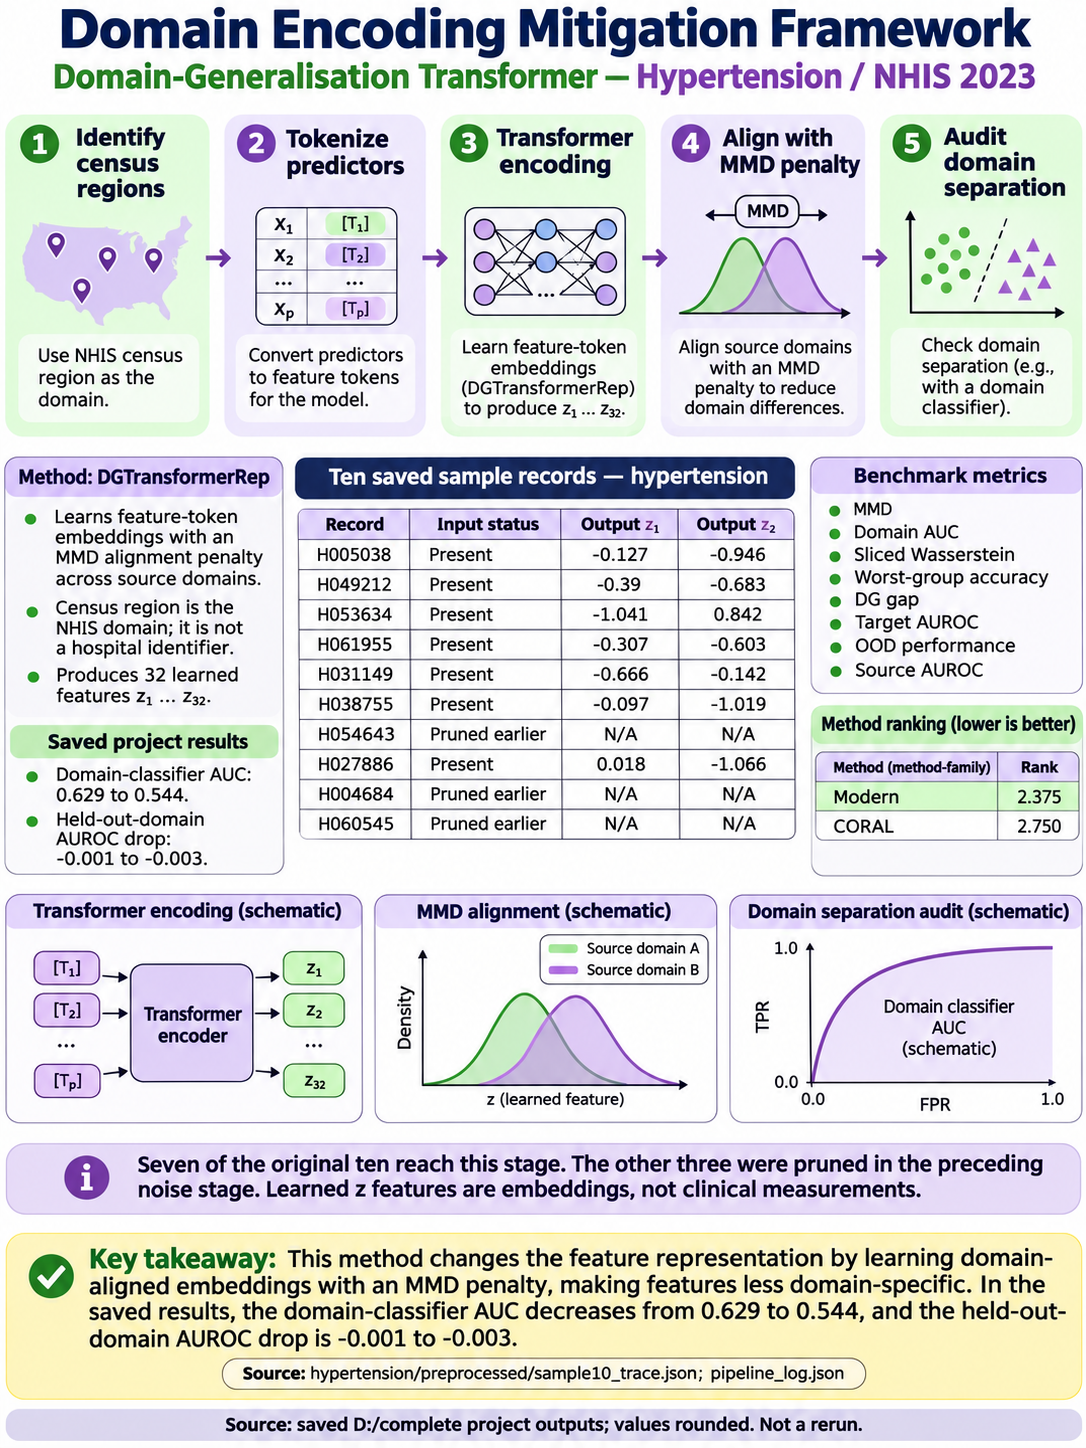 Domain Encoding Mitigation Framework
Domain-Generalisation Transformer — Hypertension / NHIS 2023
1 Identify
census
regions
Use NHIS census
region as the
domain.
2 Tokenize
predictors
X1 [T1]
X2 [T2]
... ...
Xp [Tp]
Convert predictors
to feature tokens
for the model.
3 Transformer
encoding
...
Learn feature-token
embeddings
(DGTransformerRep)
to produce z1 ... z32.
4 Align with
MMD penalty
MMD
Align source domains
with an MMD
penalty to reduce
domain differences.
5 Audit
domain
separation
Check domain
separation (e.g.,
with a domain
classifier).
Method: DGTransformerRep
Learns feature-token
embeddings with an
MMD alignment penalty
across source domains.
Census region is the
NHIS domain; it is not
a hospital identifier.
Produces 32 learned
features z1 ... z32.
Saved project results
Domain-classifier AUC:
0.629 to 0.544.
Held-out-domain
AUROC drop:
-0.001 to -0.003.
Ten saved sample records — hypertension
Record Input status Output z1 Output z2
H005038 Present -0.127 -0.946
H049212 Present -0.39 -0.683
H053634 Present -1.041 0.842
H061955 Present -0.307 -0.603
H031149 Present -0.666 -0.142
H038755 Present -0.097 -1.019
H054643 Pruned earlier N/A N/A
H027886 Present 0.018 -1.066
H004684 Pruned earlier N/A N/A
H060545 Pruned earlier N/A N/A
Benchmark metrics
MMD
Domain AUC
Sliced Wasserstein
Worst-group accuracy
DG gap
Target AUROC
OOD performance
Source AUROC
Method ranking (lower is better)
Method (method-family) Rank
Modern 2.375
CORAL 2.750
Transformer encoding (schematic)
[T1]
[T2]
...
[Tp]
Transformer
encoder
z1
z2
...
z32
MMD alignment (schematic)
Source domain A
Source domain B
Density
z (learned feature)
Domain separation audit (schematic)
1.0
TPR
Domain classifier
AUC
(schematic)
0.0
0.0 1.0
FPR
i
Seven of the original ten reach this stage. The other three were pruned in the preceding
noise stage. Learned z features are embeddings, not clinical measurements.
Key takeaway: This method changes the feature representation by learning domain-
aligned embeddings with an MMD penalty, making features less domain-specific. In the
saved results, the domain-classifier AUC decreases from 0.629 to 0.544, and the held-out-
domain AUROC drop is -0.001 to -0.003.
Source: hypertension/preprocessed/sample10_trace.json; pipeline_log.json
Source: saved D:/complete project outputs; values rounded. Not a rerun.